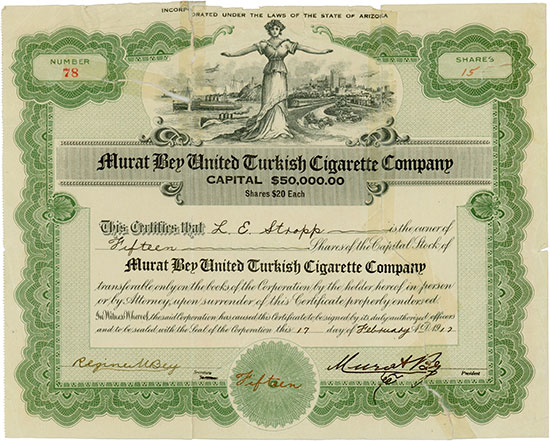 INCORPORATED UNDER THE LAWS OF THE STATE OF ARIZONA
NUMBER
78
SHARES
15
Murat Bey United Turkish Cigarette Company
CAPITAL $50,000.00
Shares $20 Each
This Certifies that L. E. Stropp is the owner of
Fifteen Shares of the Capital Stock of
Murat Bey United Turkish Cigarette Company
transferable only on the books of the Corporation by the holder hereof in person
or by Attorney, upon surrender of this Certificate properly endorsed.
In Witness Whereof, the said Corporation has caused this Certificate to be signed by its duly authorized officers
and to be sealed with the Seal of the Corporation this 17 day of February A.D. 1912
Regine M Bey
Secretary
Fifteen
Murat Bey
President